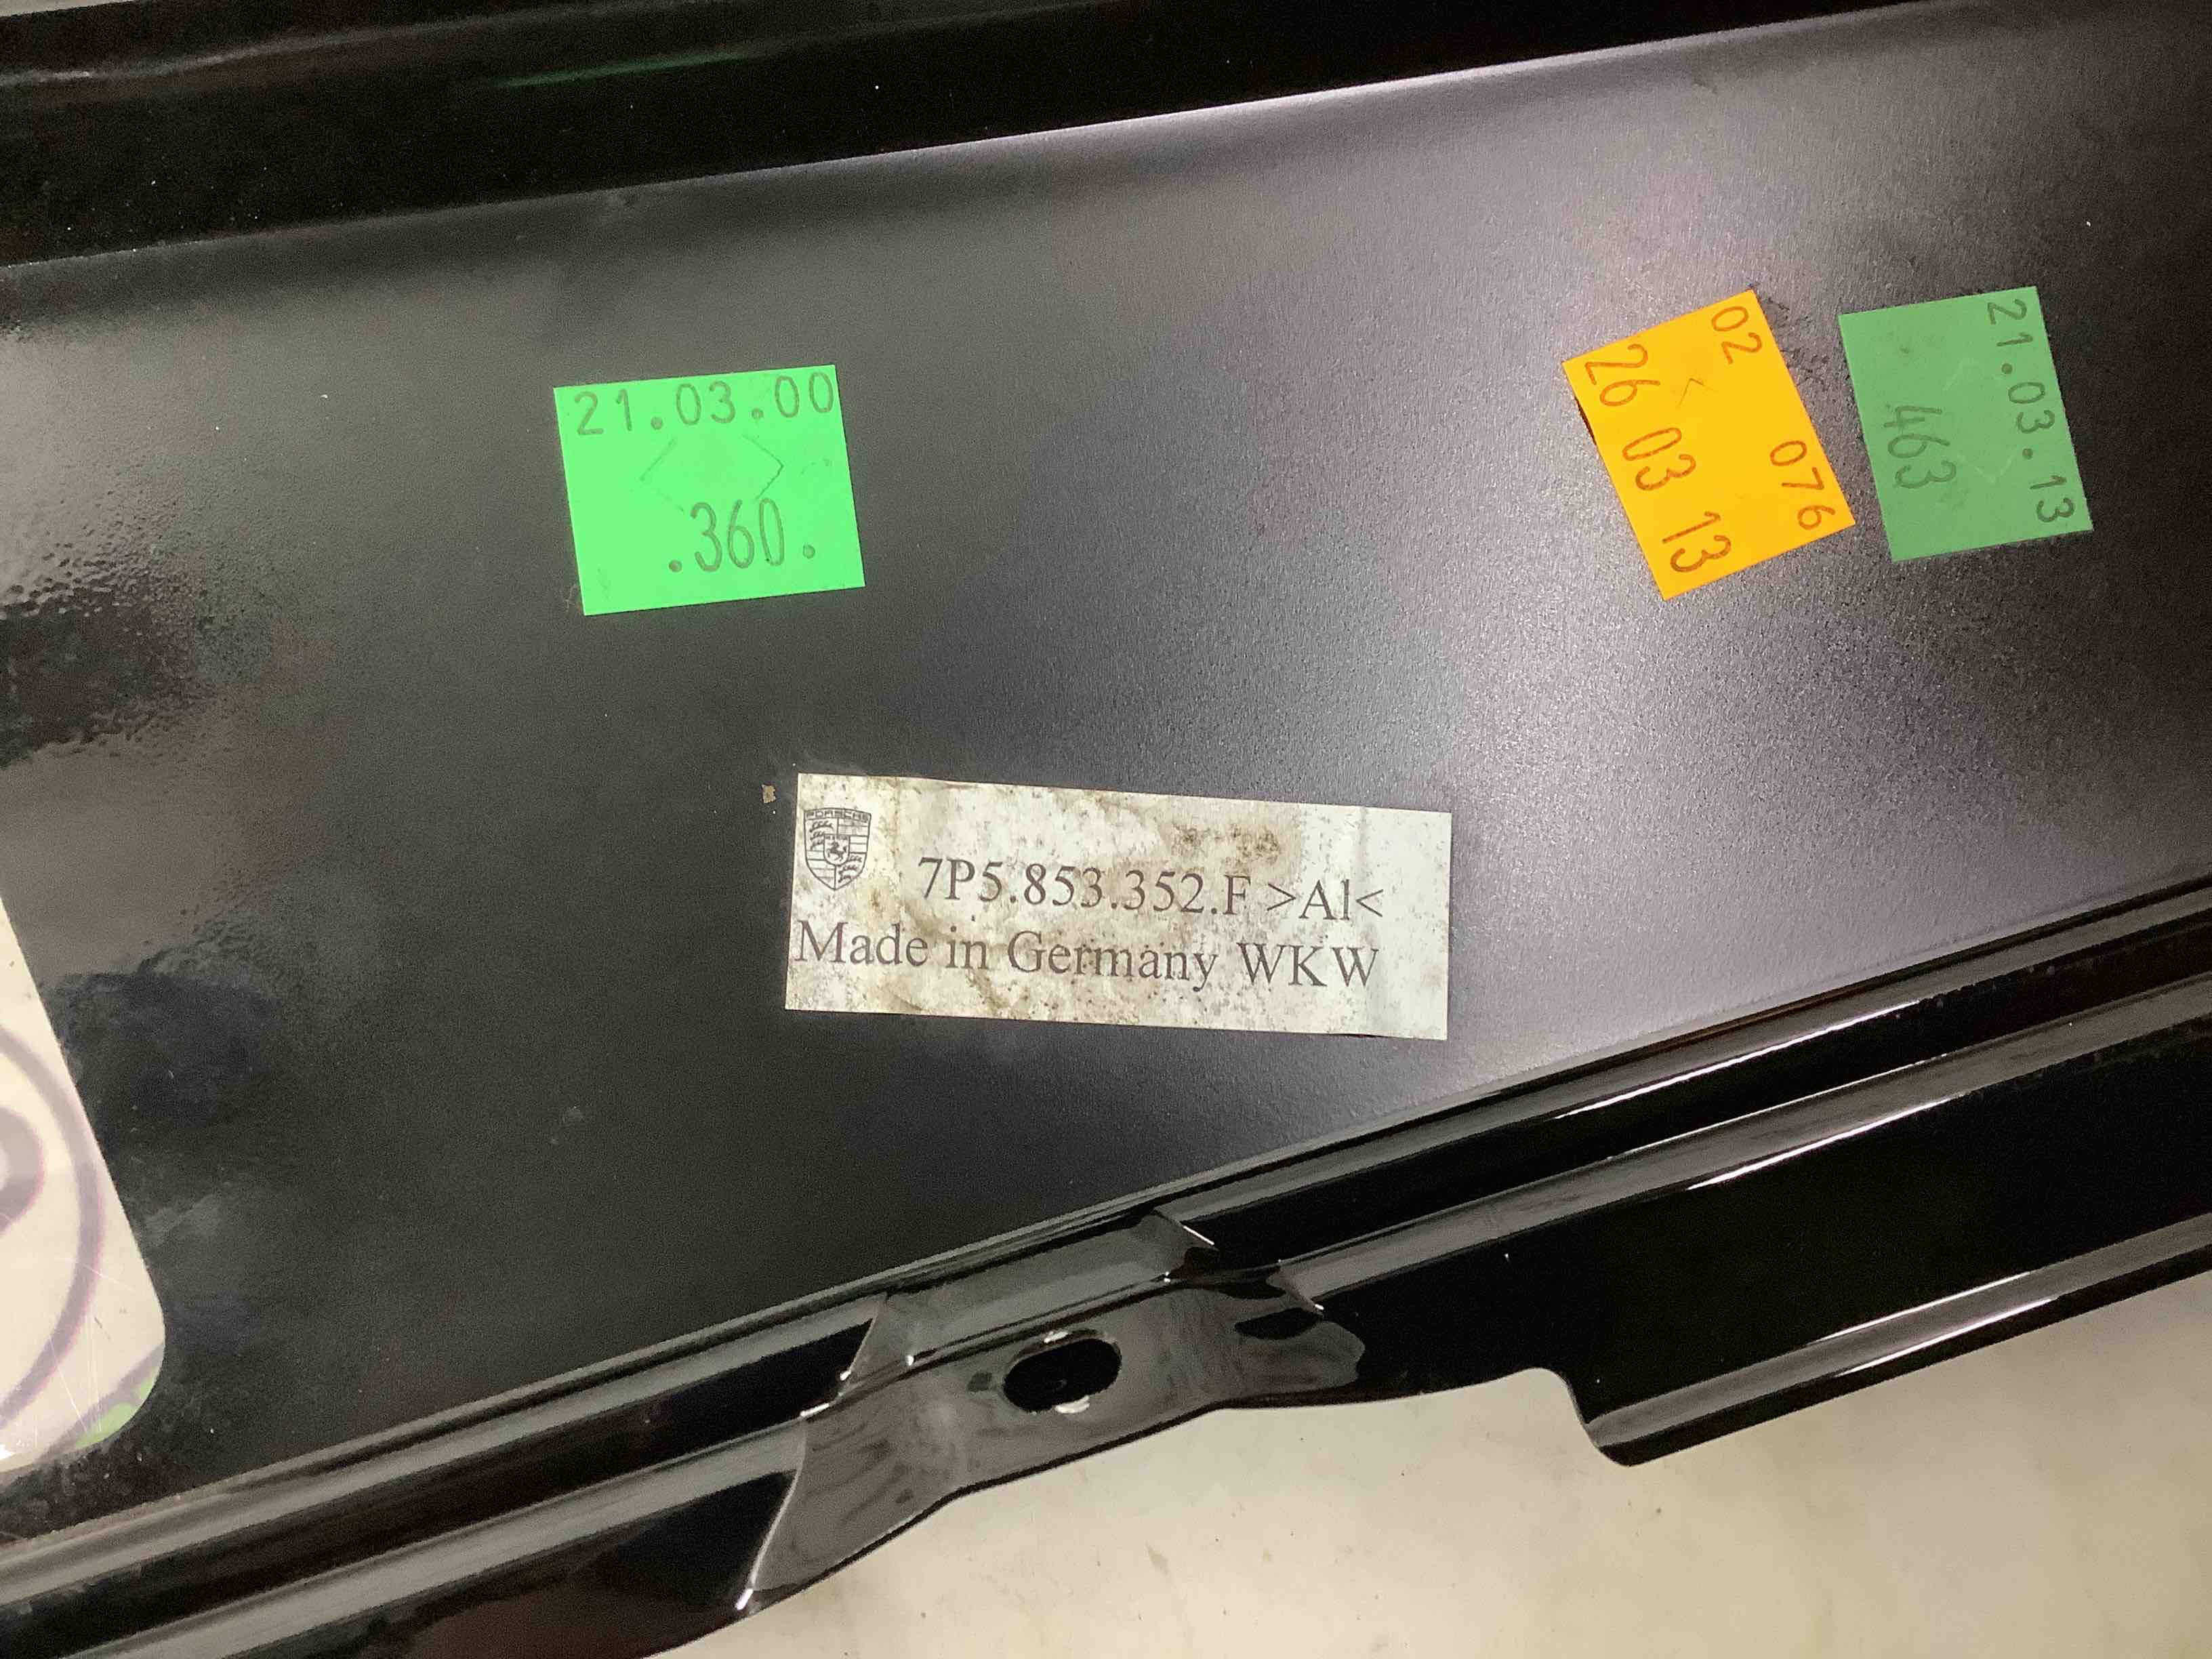 21.03.00
.360.
02 076
26 03 13
21.03.13
.463
PORSCHE
7P5.853.352.F >Al<
Made in Germany WKW